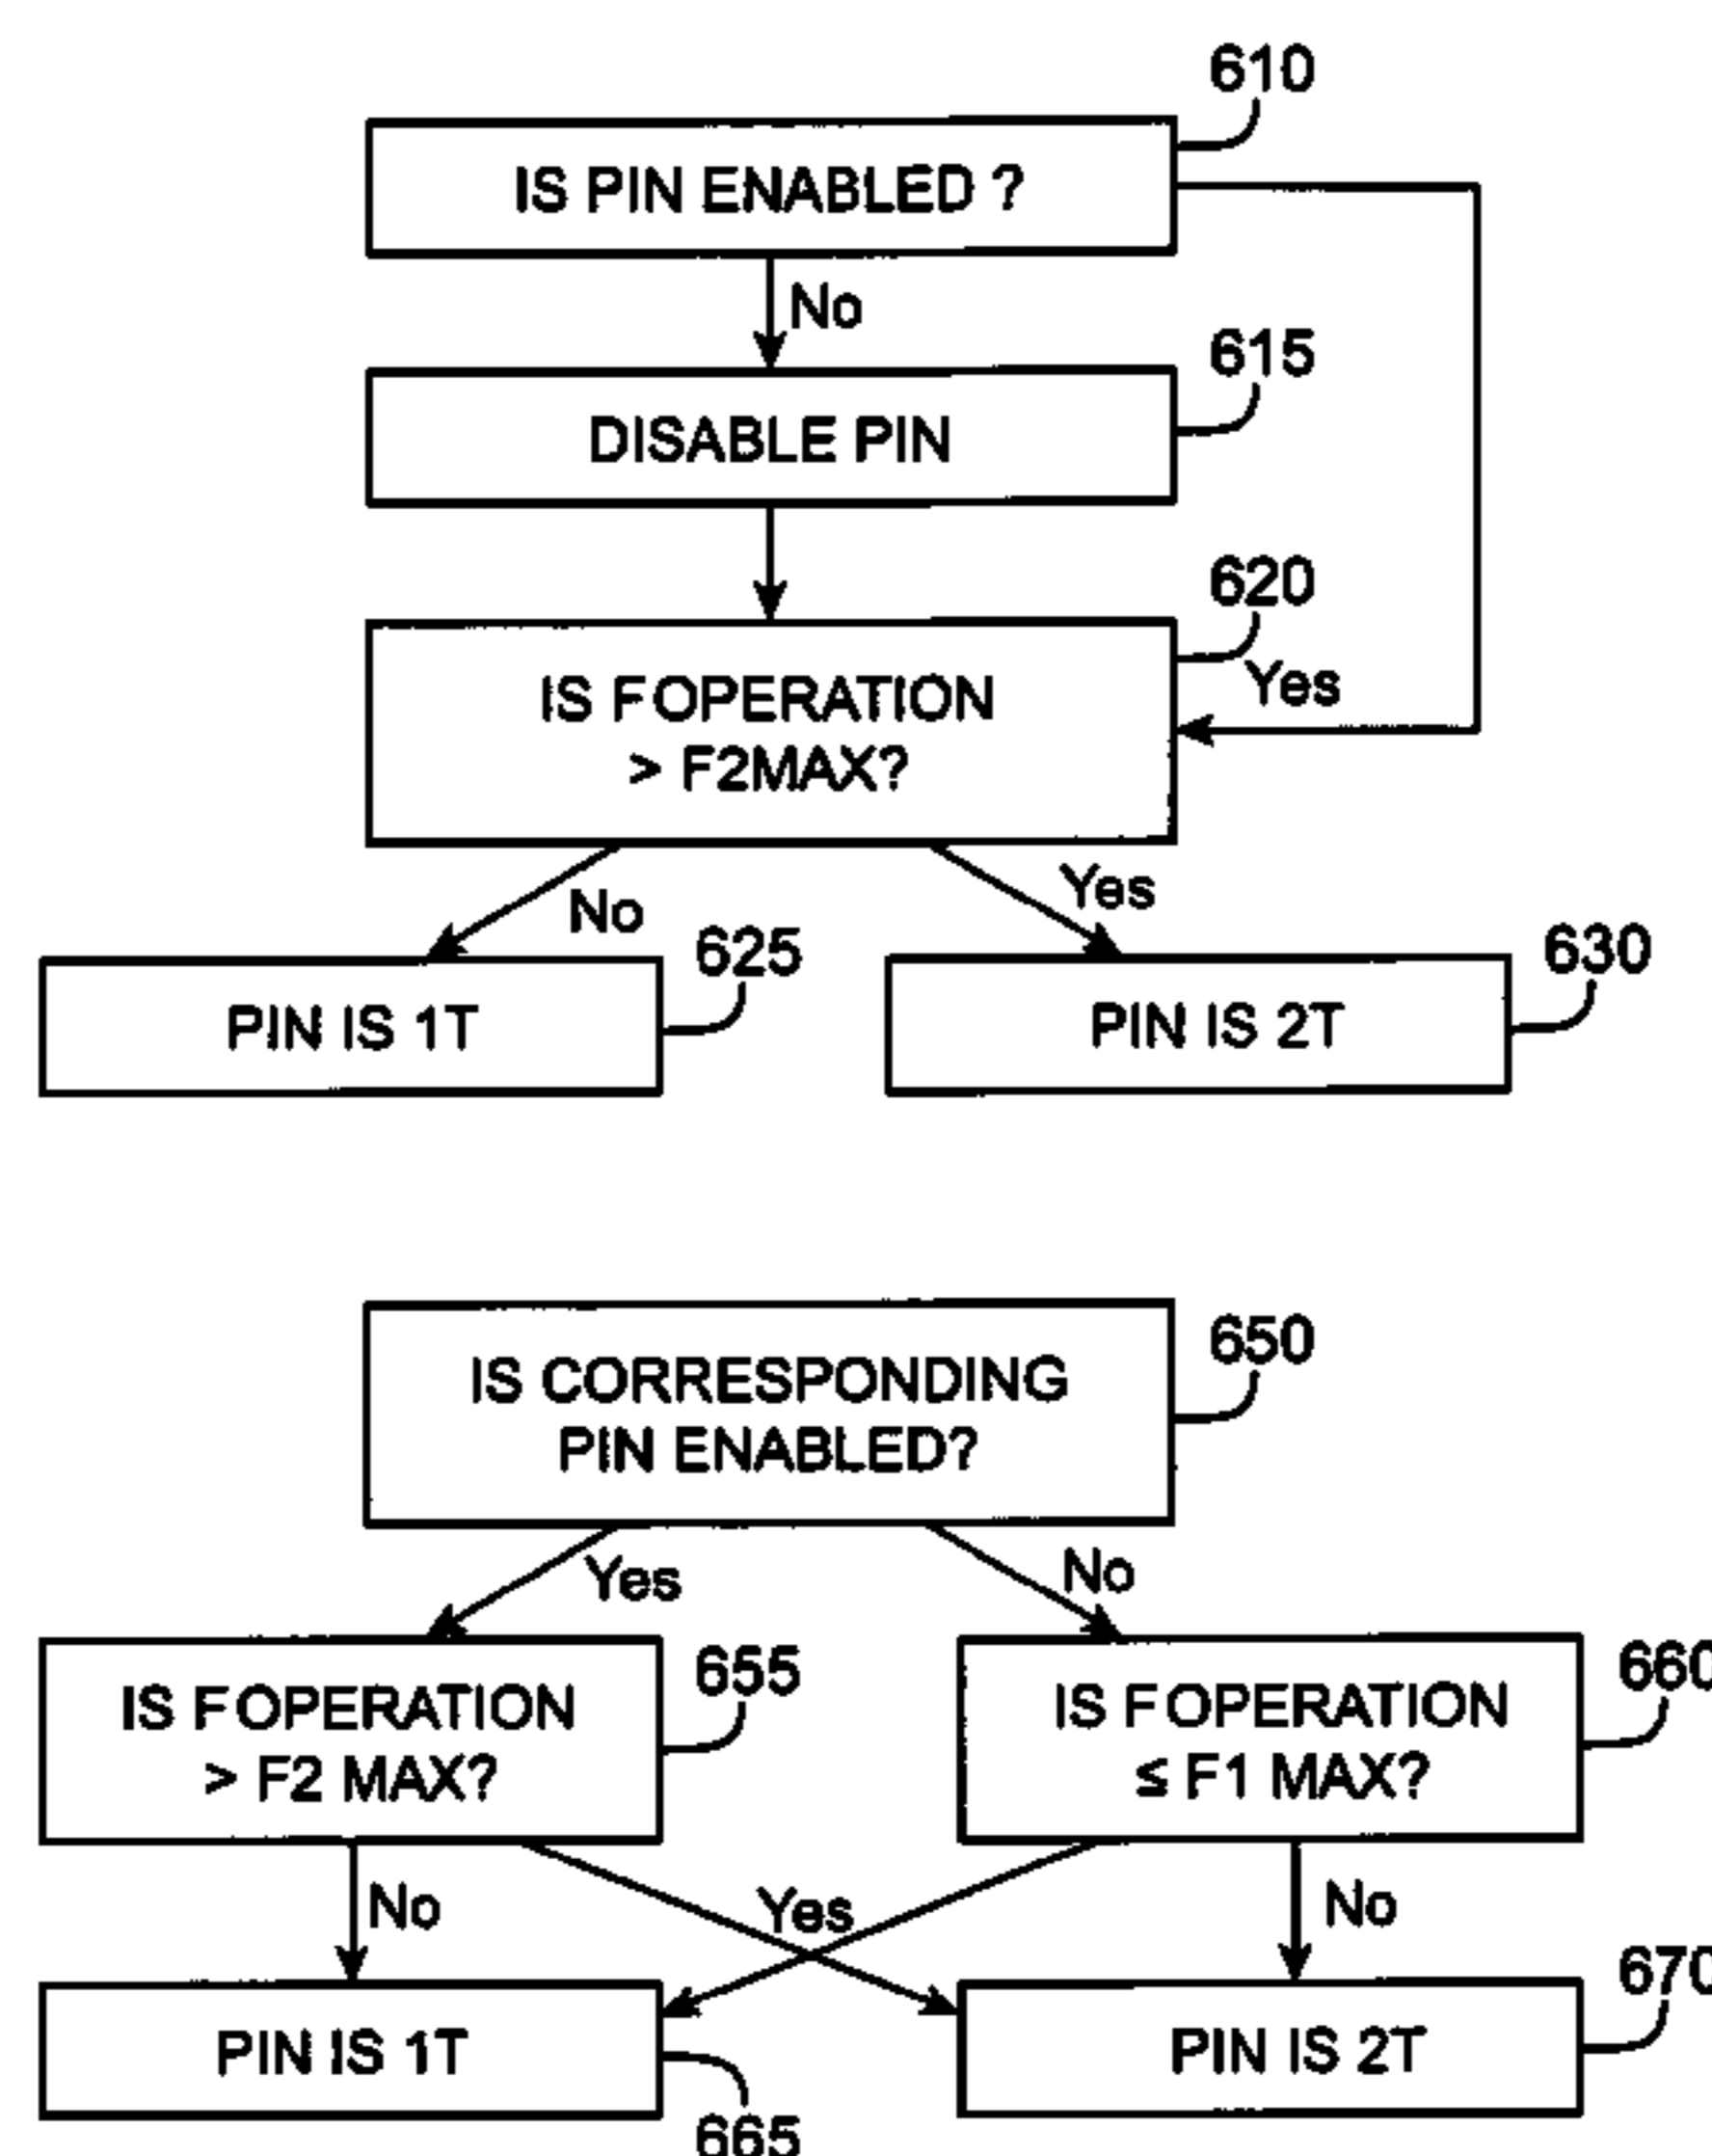 610
IS PIN ENABLED ?
No
615
DISABLE PIN
620
Yes
IS FOPERATION
> F2MAX?
No
Yes
625
630
PIN IS 1T
PIN IS 2T
650
IS CORRESPONDING
PIN ENABLED?
Yes
No
655
660
IS FOPERATION
> F2 MAX?
IS FOPERATION
≤ F1 MAX?
No
Yes
No
670
PIN IS 1T
PIN IS 2T
665